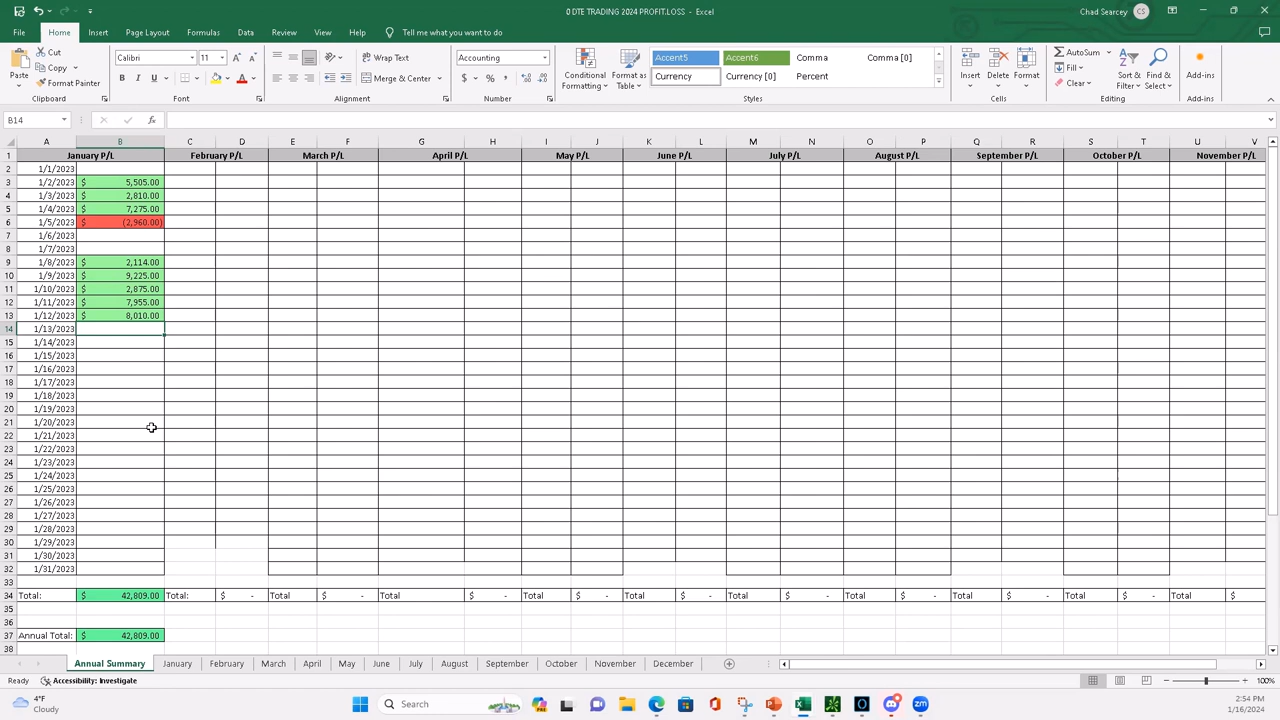 0 DTE TRADING 2024 PROFIT.LOSS - Excel
Chad Searcey CS
File Home Insert Page Layout Formulas Data Review View Help Tell me what you want to do
Paste
Cut
Copy
Format Painter
Calibri 11
B I U
Wrap Text
Merge & Center
Accounting
$ % ,
Conditional Formatting
Format as Table
Accent5 Accent6 Comma Comma [0]
Currency Currency [0] Percent
Insert Delete Format
AutoSum
Fill
Clear
Sort & Filter
Find & Select
Add-ins
Clipboard Font Alignment Number Styles Cells Editing Add-ins
B14 fx
A B C D E F G H I J K L M N O P Q R S T U V
1 January P/L February P/L March P/L April P/L May P/L June P/L July P/L August P/L September P/L October P/L November P/L
2 1/1/2023
3 1/2/2023 $ 5,505.00
4 1/3/2023 $ 2,810.00
5 1/4/2023 $ 7,275.00
6 1/5/2023 $ (2,960.00)
7 1/6/2023
8 1/7/2023
9 1/8/2023 $ 2,114.00
10 1/9/2023 $ 9,225.00
11 1/10/2023 $ 2,875.00
12 1/11/2023 $ 7,955.00
13 1/12/2023 $ 8,010.00
14 1/13/2023
15 1/14/2023
16 1/15/2023
17 1/16/2023
18 1/17/2023
19 1/18/2023
20 1/19/2023
21 1/20/2023
22 1/21/2023
23 1/22/2023
24 1/23/2023
25 1/24/2023
26 1/25/2023
27 1/26/2023
28 1/27/2023
29 1/28/2023
30 1/29/2023
31 1/30/2023
32 1/31/2023
33
34 Total: $ 42,809.00 Total: $ - Total $ - Total $ - Total $ - Total $ - Total $ - Total $ - Total $ - Total $ - Total $
35
36
37 Annual Total: $ 42,809.00
38
Annual Summary January February March April May June July August September October November December
Ready Accessibility: Investigate 100%
4°F
Cloudy
Search
2:54 PM
1/16/2024